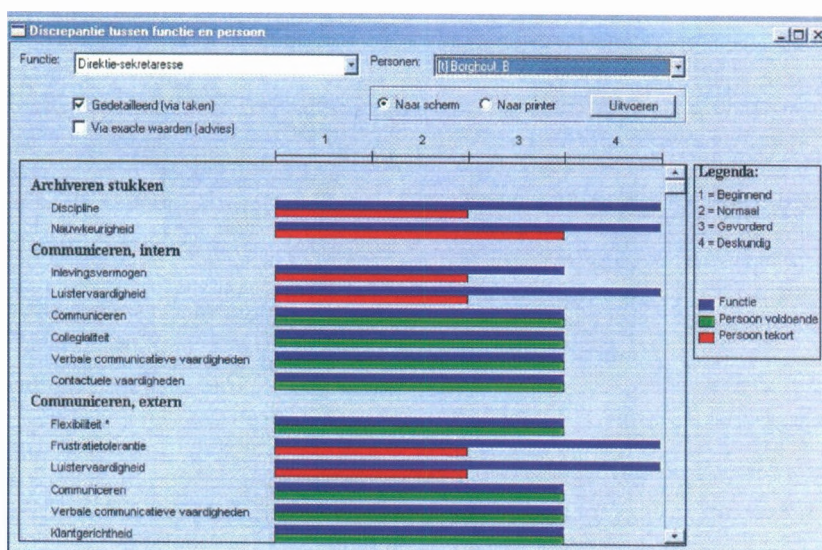 Discrepantie tussen functie en persoon
Functie: Direktie-sekretaresse
Personen: [t] Borghout, B
Gedetailleerd (via taken)
Naar scherm Naar printer Uitvoeren
Via exacte waarden (advies)
1 2 3 4
Archiveren stukken
Discipline
Nauwkeurigheid
Communiceren, intern
Inlevingsvermogen
Luistervaardigheid
Communiceren
Collegialiteit
Verbale communicatieve vaardigheden
Contactuele vaardigheden
Communiceren, extern
Flexibiliteit *
Frustratietolerantie
Luistervaardigheid
Communiceren
Verbale communicatieve vaardigheden
Klantgerichtheid
Legenda:
1 = Beginnend
2 = Normaal
3 = Gevorderd
4 = Deskundig
Functie
Persoon voldoende
Persoon tekort